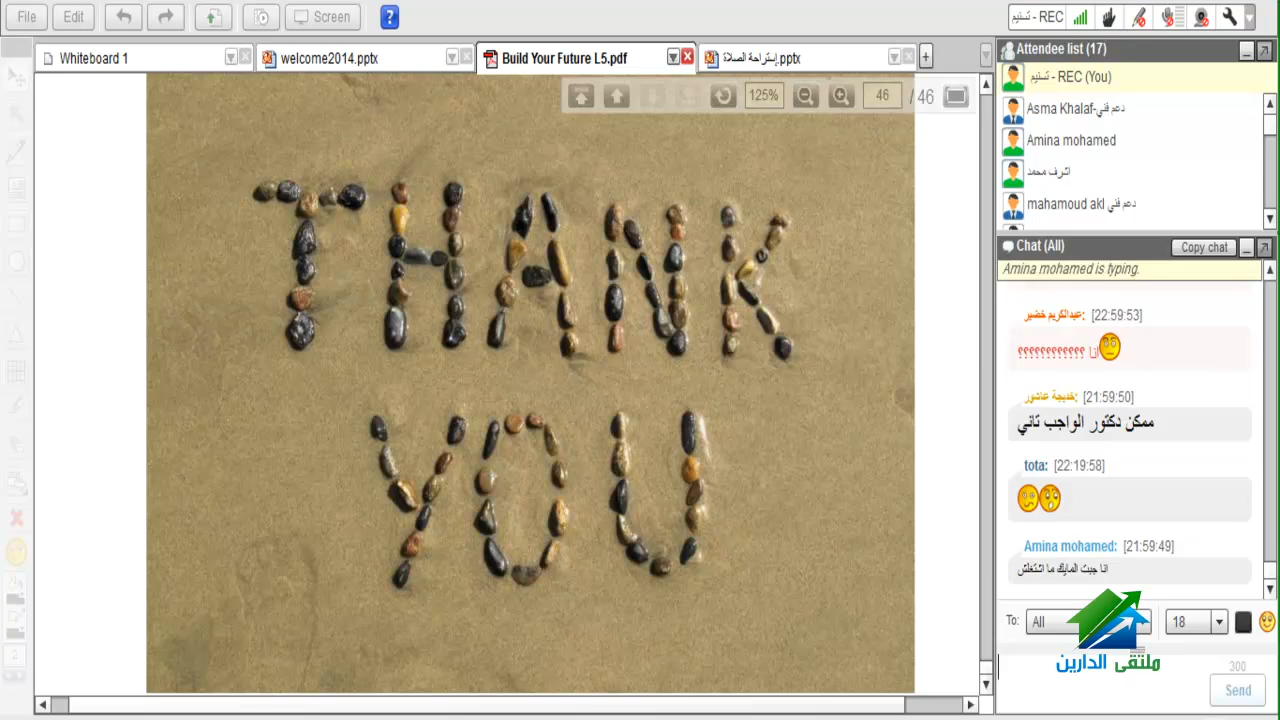 File
Edit
Screen
?
تسنيم - REC
Whiteboard 1
welcome2014.pptx
Build Your Future L5.pdf
إستراحة الصلاة.pptx
125%
46
/ 46
THANK
YOU
2
Attendee list (17)
تسنيم - REC (You)
Asma Khalaf-دعم فني
Amina mohamed
اشرف محمد
mahamoud akl دعم فني
Chat (All)
Copy chat
Amina mohamed is typing.
عبدالكريم خضير: [22:59:53]
انا ؟؟؟؟؟؟؟؟؟؟؟؟
خديجة عاشور: [21:59:50]
ممكن دكتور الواجب تاني
tota: [22:19:58]
Amina mohamed: [21:59:49]
انا جبت المايك ما اشتغلش
To:
All
18
ملتقى الدارين
300
Send